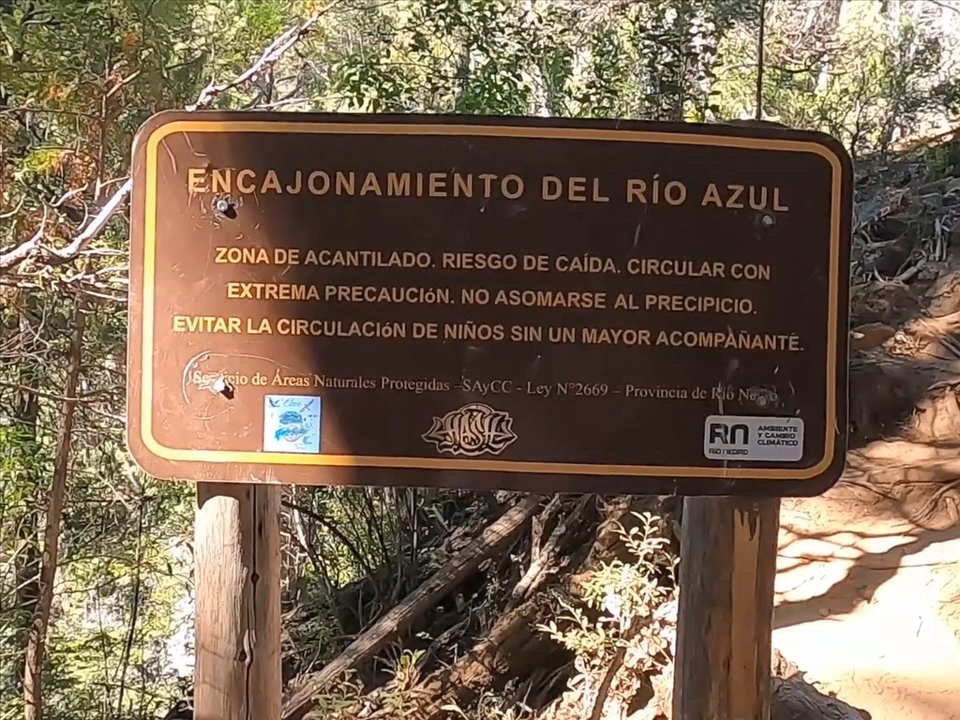 ENCAJONAMIENTO DEL RÍO AZUL
ZONA DE ACANTILADO. RIESGO DE CAÍDA. CIRCULAR CON
EXTREMA PRECAUCIóN. NO ASOMARSE AL PRECIPICIO.
EVITAR LA CIRCULACIóN DE NIÑOS SIN UN MAYOR ACOMPAÑANTE.
Servicio de Áreas Naturales Protegidas –SAyCC - Ley N°2669 – Provincia de Río Negro
RN AMBIENTE
Y CAMBIO
CLIMÁTICO
RÍO NEGRO